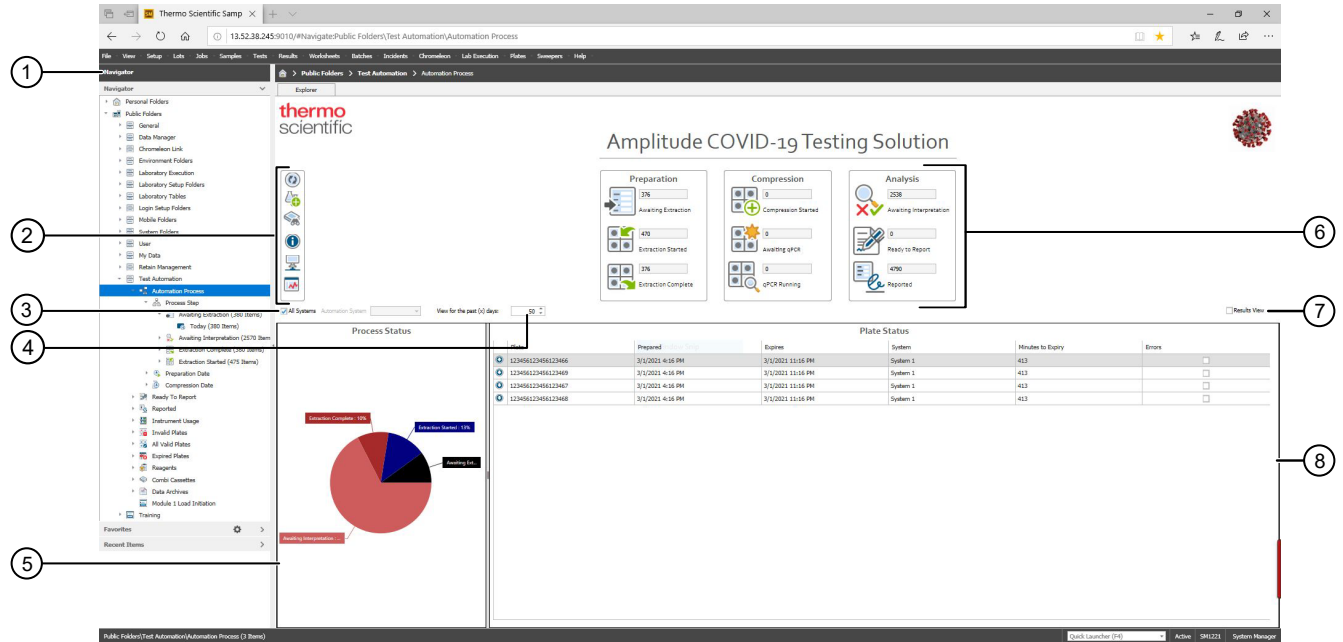 Thermo Scientific Samp
13.52.38.245:9010/#Navigate:Public Folders\Test Automation\Automation Process
File View Setup Lots Jobs Samples Tests Results Worksheets Batches Incidents Chromeleon Lab Execution Plates Sweepers Help
1
Navigator
Public Folders > Test Automation > Automation Process
Navigator
Explorer
Personal Folders
Public Folders
General
Data Manager
Chromeleon Link
Environment Folders
Laboratory Execution
Laboratory Setup Folders
Laboratory Tables
Login Setup Folders
Mobile Folders
System Folders
User
My Data
Retain Management
Test Automation
Automation Process
Process Step
Awaiting Extraction (380 Items)
Today (380 Items)
Awaiting Interpretation (2570 Item
Extraction Complete (380 Items)
Extraction Started (475 Items)
Preparation Date
Compression Date
Ready To Report
Reported
Instrument Usage
Invalid Plates
All Valid Plates
Expired Plates
Reagents
Combi Cassettes
Data Archives
Module 1 Load Initiation
Training
Favorites
Recent Items
thermo
scientific
Amplitude COVID-19 Testing Solution
2
Preparation
376
Awaiting Extraction
470
Extraction Started
376
Extraction Complete
Compression
0
Compression Started
0
Awaiting qPCR
0
qPCR Running
Analysis
2538
Awaiting Interpretation
0
Ready to Report
4790
Reported
6
3
All Systems Automation System View for the past (x) days: 50
Results View
7
4
Process Status
Extraction Complete : 10%
Extraction Started : 13%
Awaiting Ext...
Awaiting Interpretation : ...
5
Plate Status
Plate Prepared Expires System Minutes to Expiry Errors
123456123456123466 3/1/2021 4:16 PM 3/1/2021 11:16 PM System 1 413
123456123456123469 3/1/2021 4:16 PM 3/1/2021 11:16 PM System 1 413
123456123456123467 3/1/2021 4:16 PM 3/1/2021 11:16 PM System 1 413
123456123456123468 3/1/2021 4:16 PM 3/1/2021 11:16 PM System 1 413
8
Public Folders\Test Automation\Automation Process (3 Items)
Quick Launcher (F4) Active SM1221 System Manager